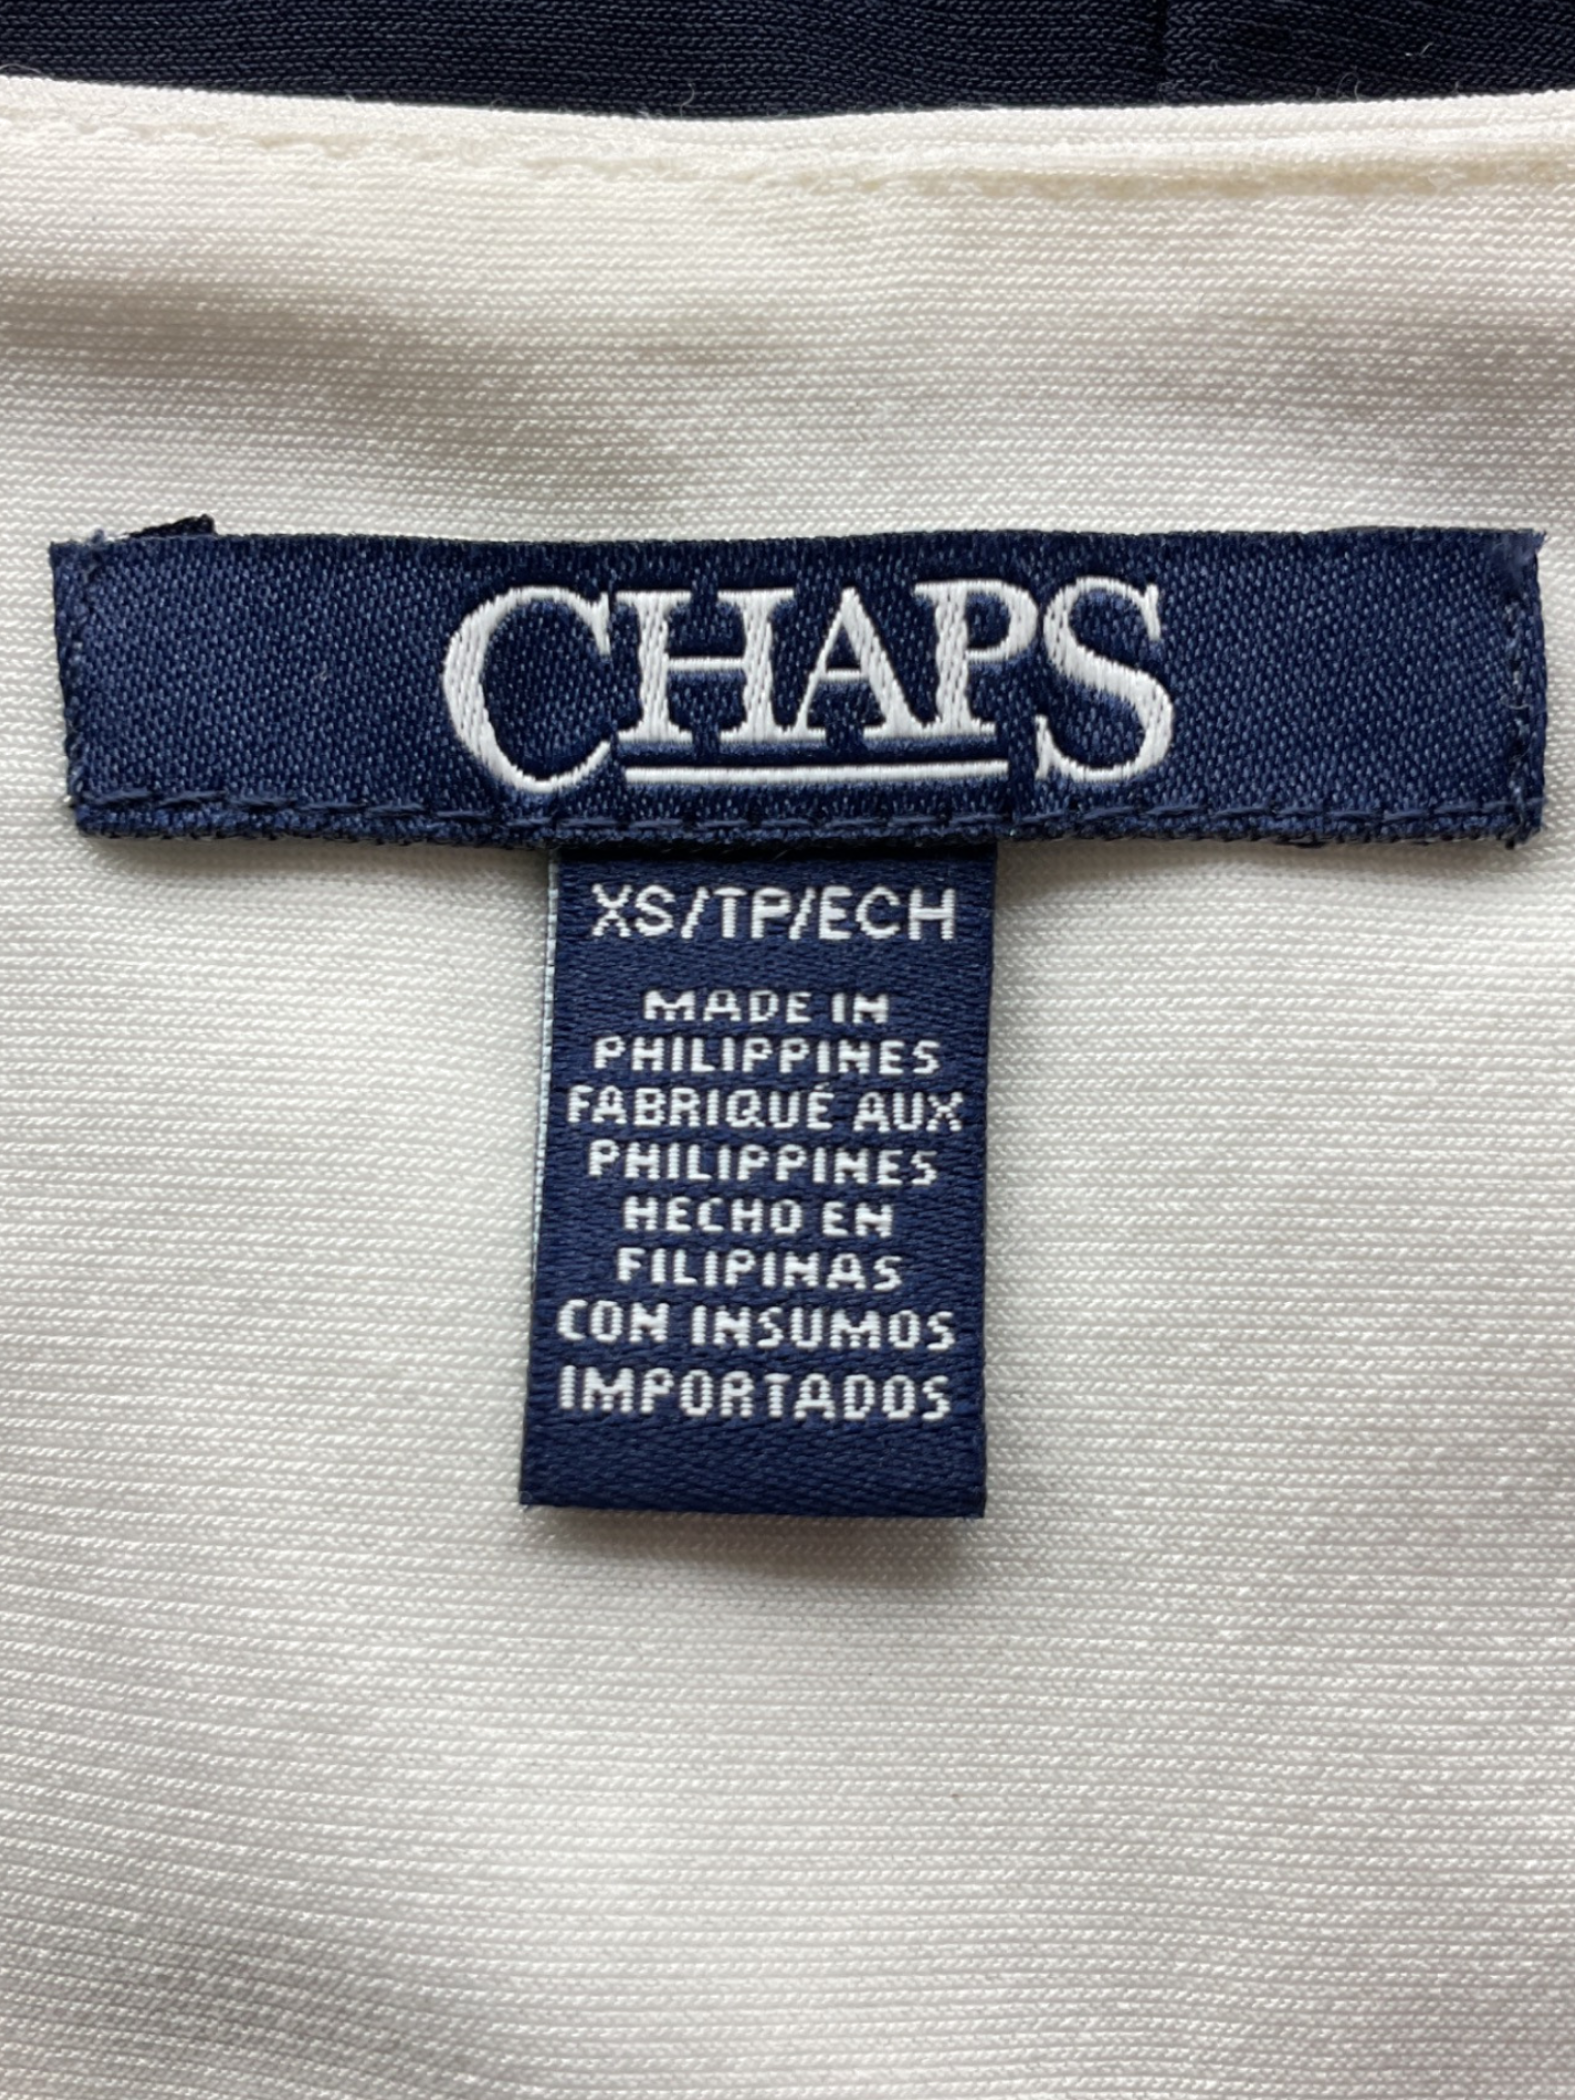 CHAPS
XS/TP/ECH
MADE IN
PHILIPPINES
FABRIQUÉ AUX
PHILIPPINES
HECHO EN
FILIPINAS
CON INSUMOS
IMPORTADOS